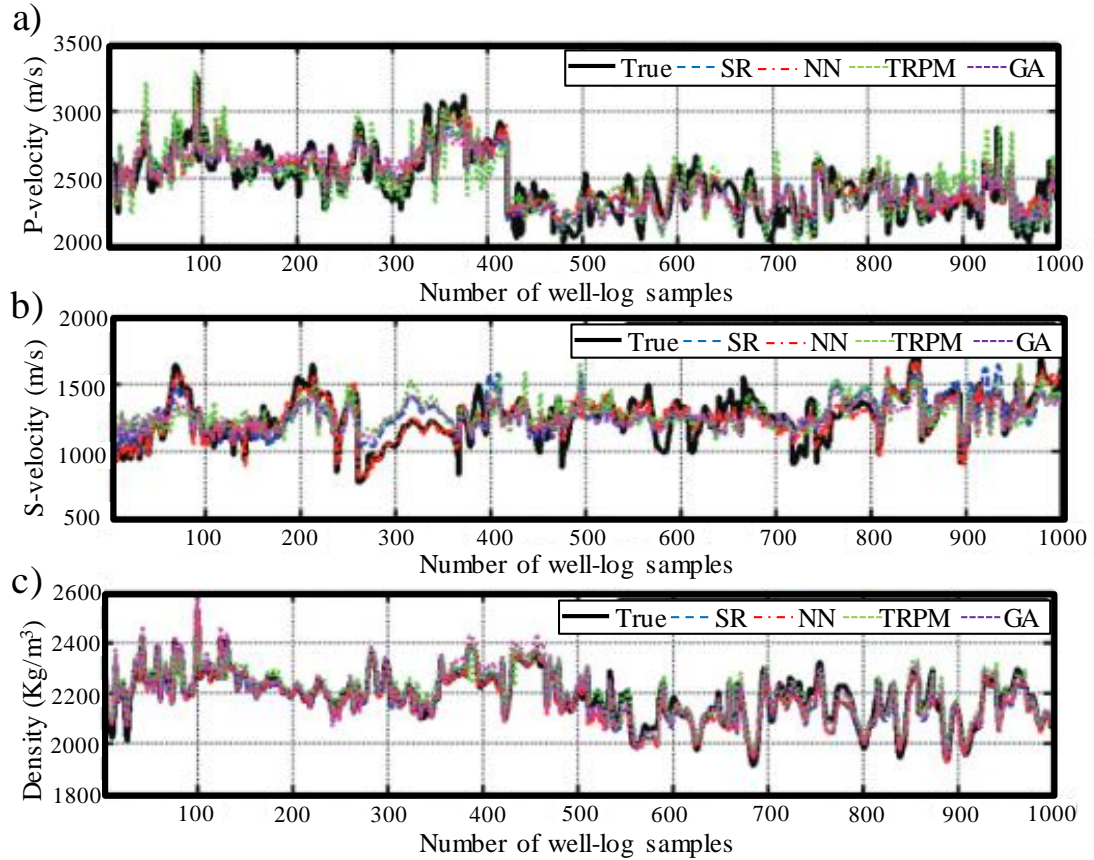 a)
3500
3000
2500
2000
P-velocity (m/s)
True SR NN TRPM GA
100 200 300 400 500 600 700 800 900 1000
Number of well-log samples
b)
2000
1500
1000
500
S-velocity (m/s)
True SR NN TRPM GA
100 200 300 400 500 600 700 800 900 1000
Number of well-log samples
c)
2600
2400
2200
2000
1800
Density (Kg/m³)
True SR NN TRPM GA
100 200 300 400 500 600 700 800 900 1000
Number of well-log samples